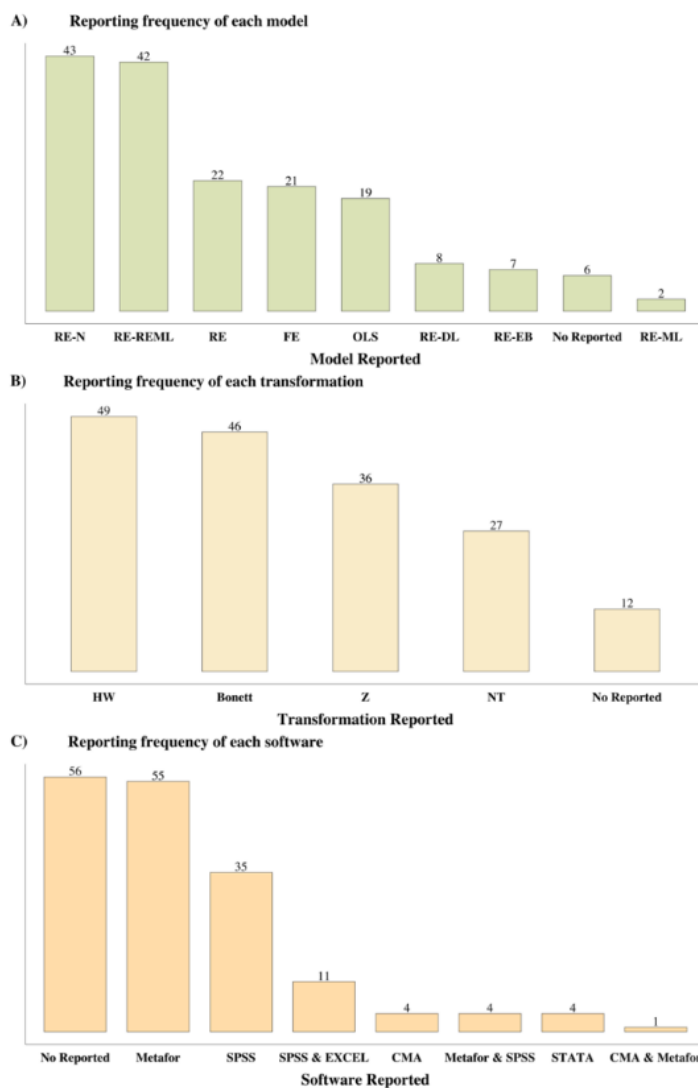 A) Reporting frequency of each model
43 42 22 21 19 8 7 6 2
RE-N RE-REML RE FE OLS RE-DL RE-EB No Reported RE-ML
Model Reported
B) Reporting frequency of each transformation
49 46 36 27 12
HW Bonett Z NT No Reported
Transformation Reported
C) Reporting frequency of each software
56 55 35 11 4 4 4 1
No Reported Metafor SPSS SPSS & EXCEL CMA Metafor & SPSS STATA CMA & Metafor
Software Reported